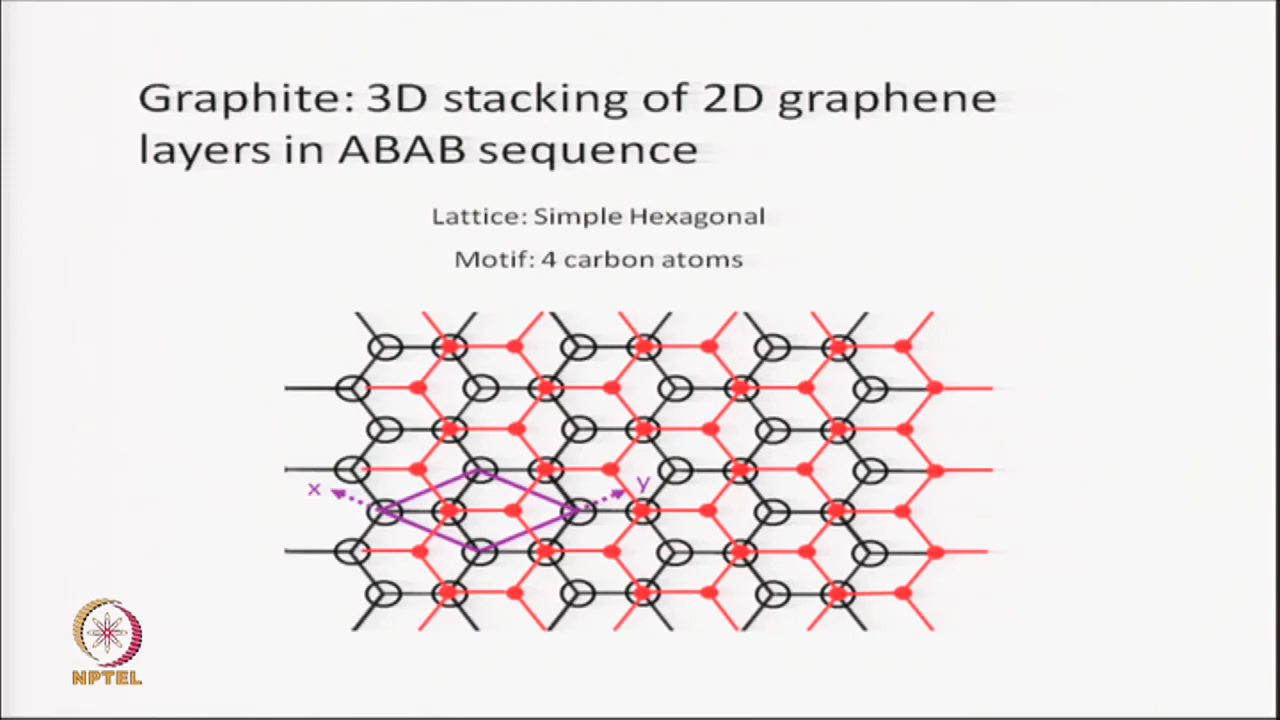 Graphite: 3D stacking of 2D graphene
layers in ABAB sequence
Lattice: Simple Hexagonal
Motif: 4 carbon atoms
x
y
NPTEL